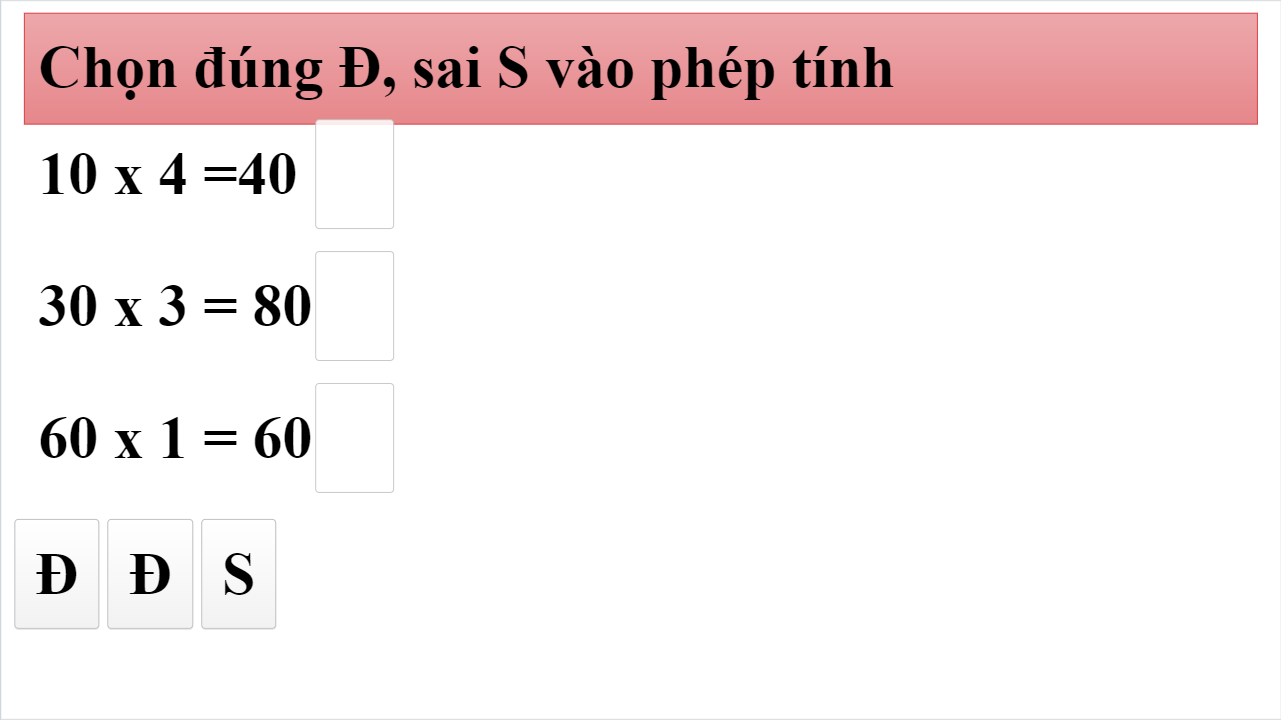 Chọn đúng Đ, sai S vào phép tính
10 x 4 =40
30 x 3 = 80
60 x 1 = 60
Đ Đ S